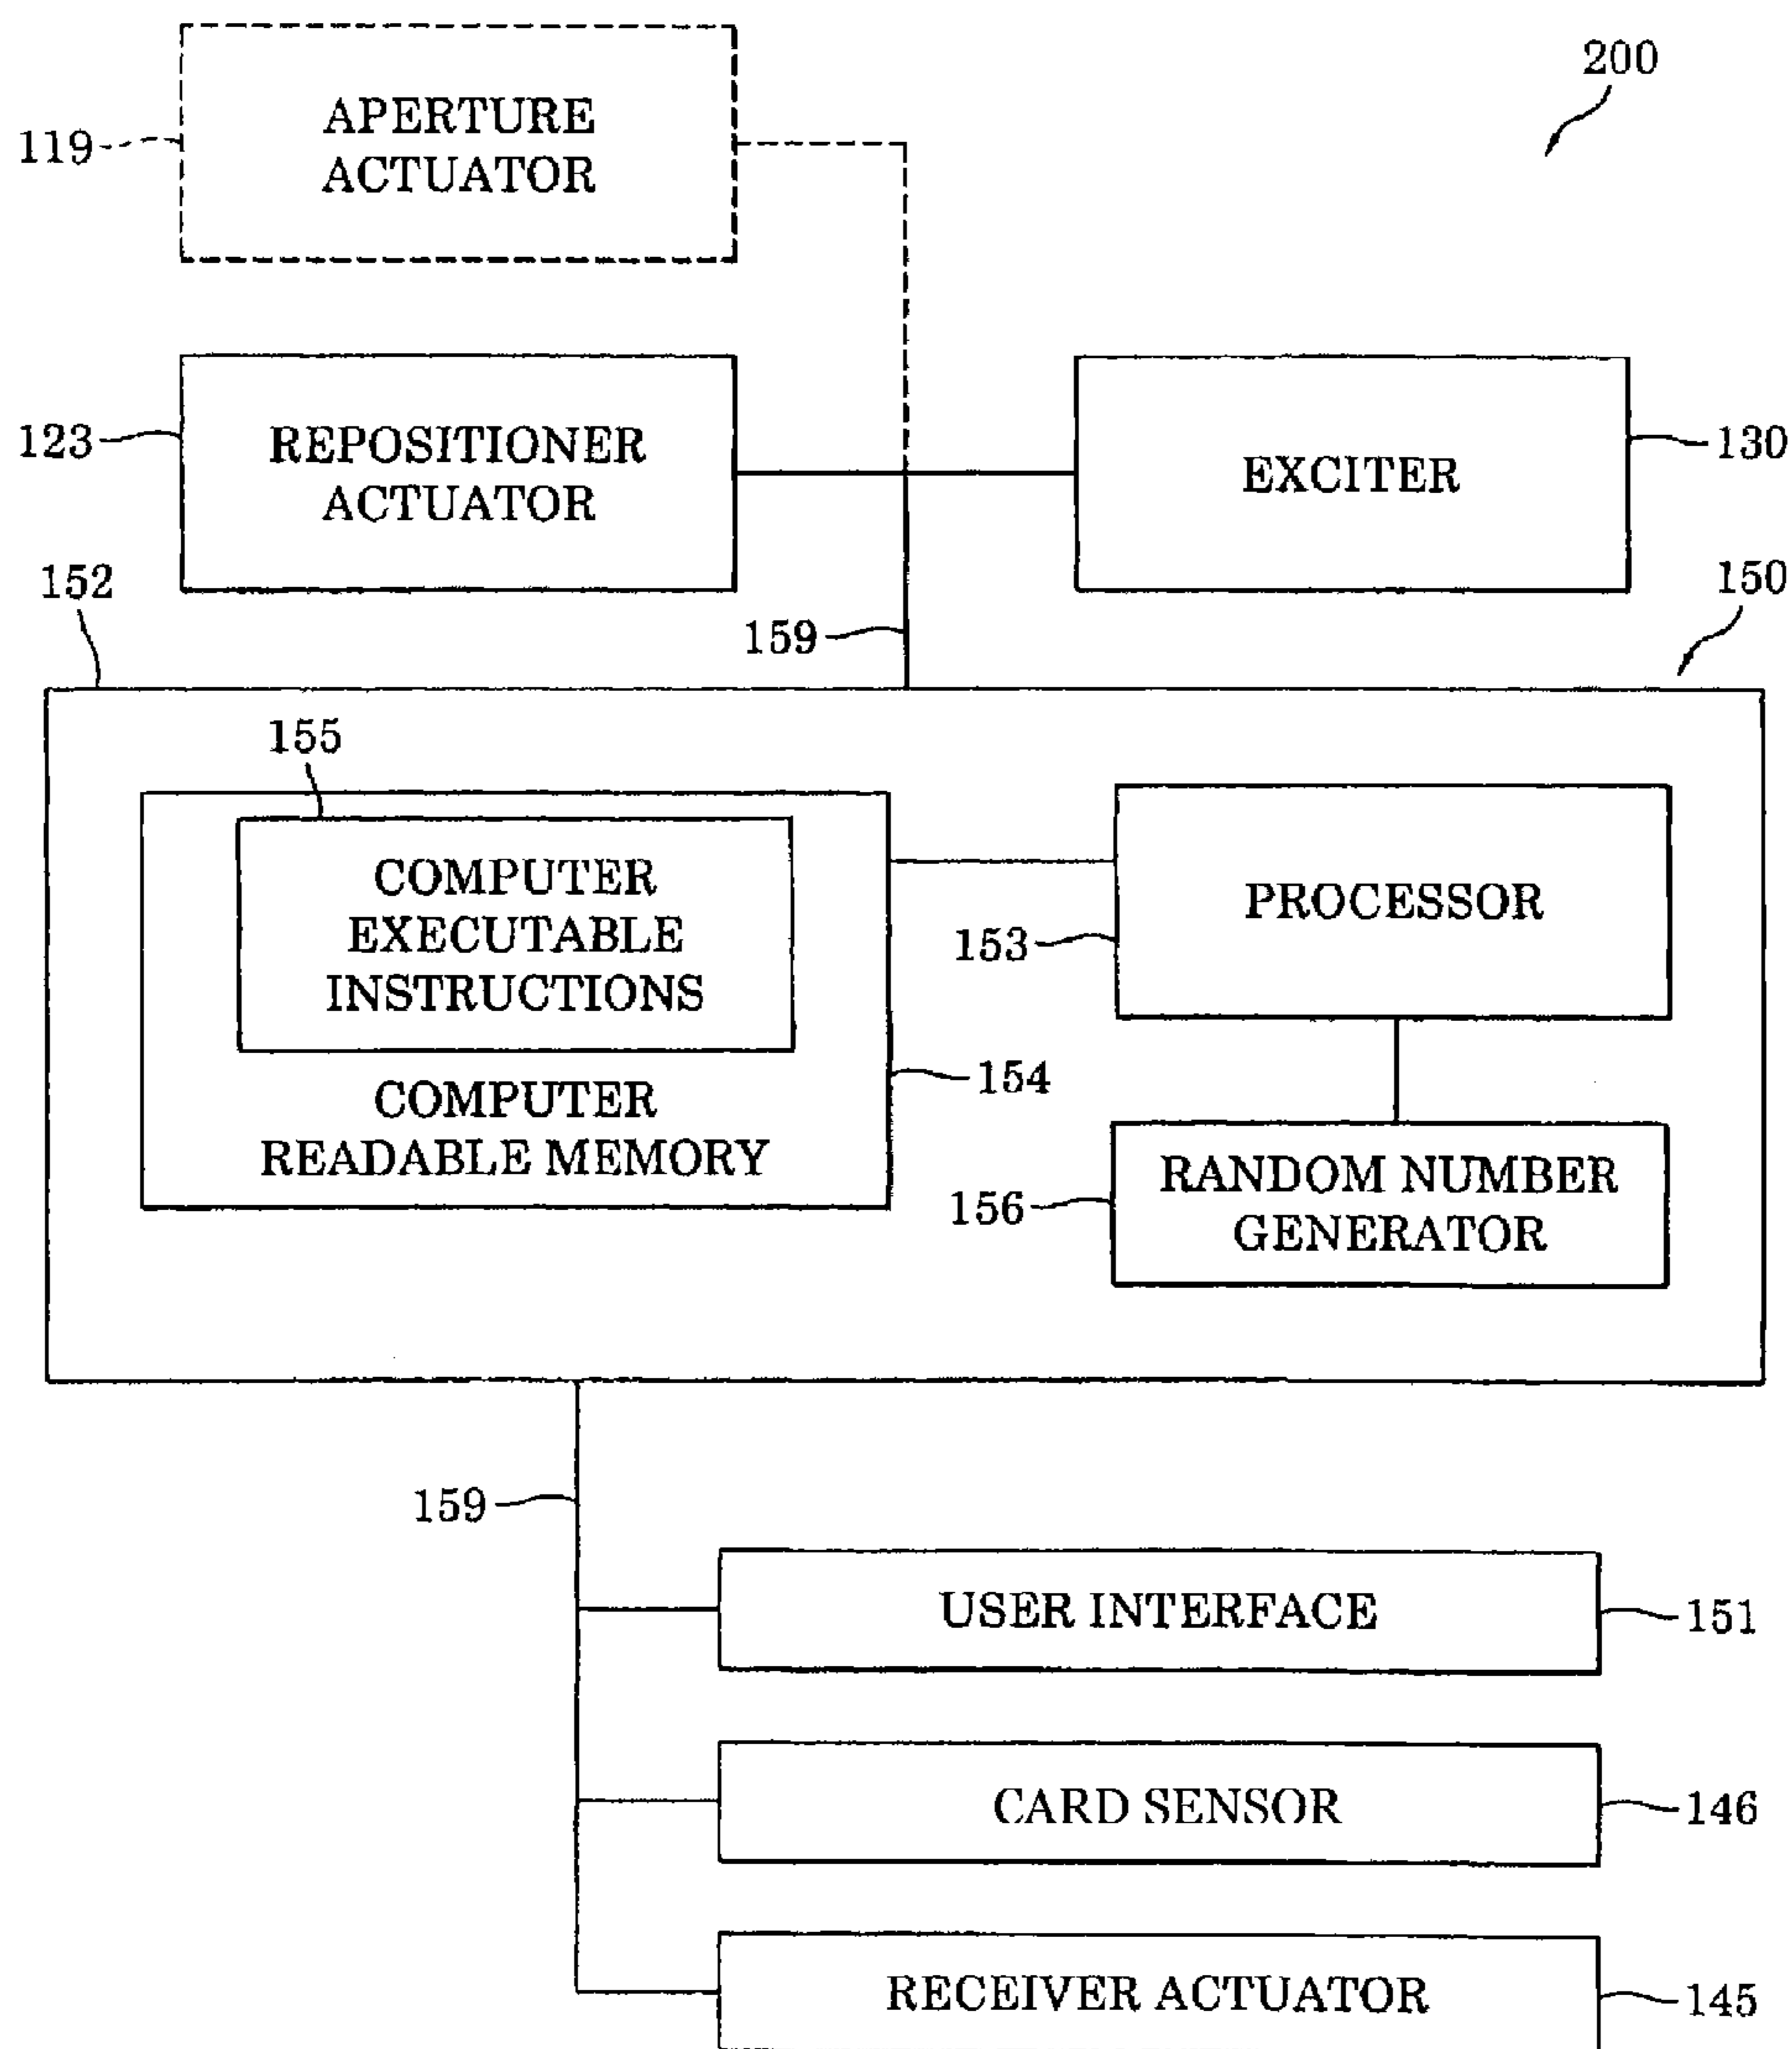 200
APERTURE
ACTUATOR
119
REPOSITIONER
ACTUATOR
123
EXCITER
130
152
159
150
155
COMPUTER
EXECUTABLE
INSTRUCTIONS
COMPUTER
READABLE MEMORY
154
PROCESSOR
153
RANDOM NUMBER
GENERATOR
156
159
USER INTERFACE
151
CARD SENSOR
146
RECEIVER ACTUATOR
145